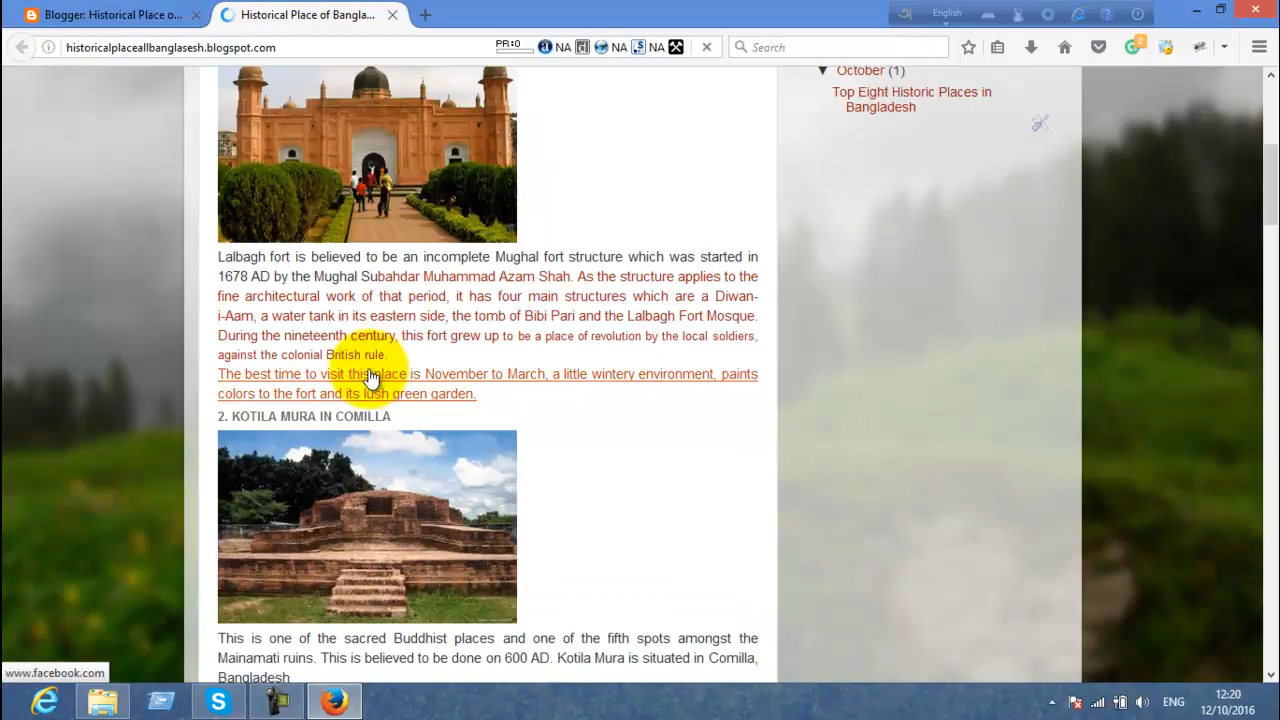 Blogger: Historical Place o...
Historical Place of Bangla...
English
historicalplaceallbanglasesh.blogspot.com
PR:0
NA
NA
NA
Search
2
October (1)
Top Eight Historic Places in
Bangladesh
Lalbagh fort is believed to be an incomplete Mughal fort structure which was started in
1678 AD by the Mughal Subahdar Muhammad Azam Shah. As the structure applies to the
fine architectural work of that period, it has four main structures which are a Diwan-
i-Aam, a water tank in its eastern side, the tomb of Bibi Pari and the Lalbagh Fort Mosque.
During the nineteenth century, this fort grew up to be a place of revolution by the local soldiers,
against the colonial British rule.
The best time to visit this place is November to March, a little wintery environment, paints
colors to the fort and its lush green garden.
2. KOTILA MURA IN COMILLA
This is one of the sacred Buddhist places and one of the fifth spots amongst the
Mainamati ruins. This is believed to be done on 600 AD. Kotila Mura is situated in Comilla,
Bangladesh
www.facebook.com
ENG
12:20
12/10/2016